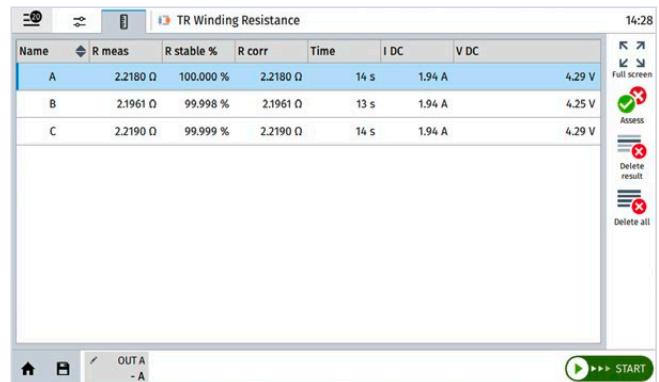 20 TR Winding Resistance 14:28
Name R meas R stable % R corr Time I DC V DC
A 2.2180 Ω 100.000 % 2.2180 Ω 14 s 1.94 A 4.29 V
B 2.1961 Ω 99.998 % 2.1961 Ω 13 s 1.94 A 4.25 V
C 2.2190 Ω 99.999 % 2.2190 Ω 14 s 1.94 A 4.29 V
Full screen
Assess
Delete
result
Delete all
OUT A
- A
START